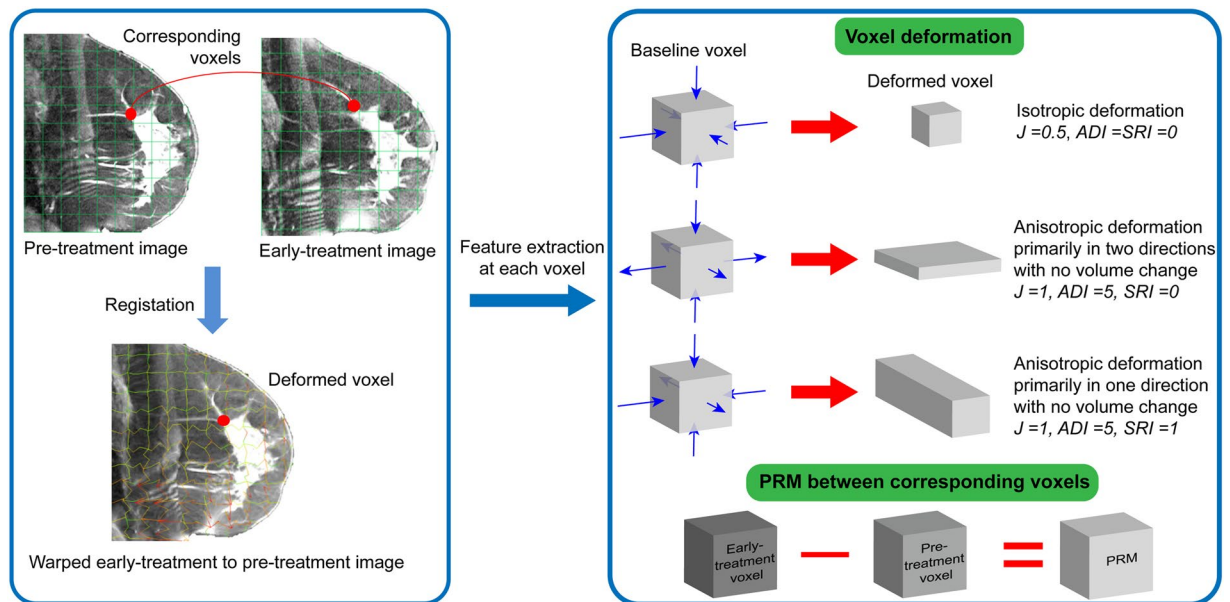 Corresponding
voxels
Pre-treatment image
Early-treatment image
Registation
Deformed voxel
Warped early-treatment to pre-treatment image
Feature extraction
at each voxel
Voxel deformation
Baseline voxel
Deformed voxel
Isotropic deformation
J =0.5, ADI =SRI =0
Anisotropic deformation
primarily in two directions
with no volume change
J =1, ADI =5, SRI =0
Anisotropic deformation
primarily in one direction
with no volume change
J =1, ADI =5, SRI =1
PRM between corresponding voxels
Early-
treatment
voxel
Pre-
treatment
voxel
PRM